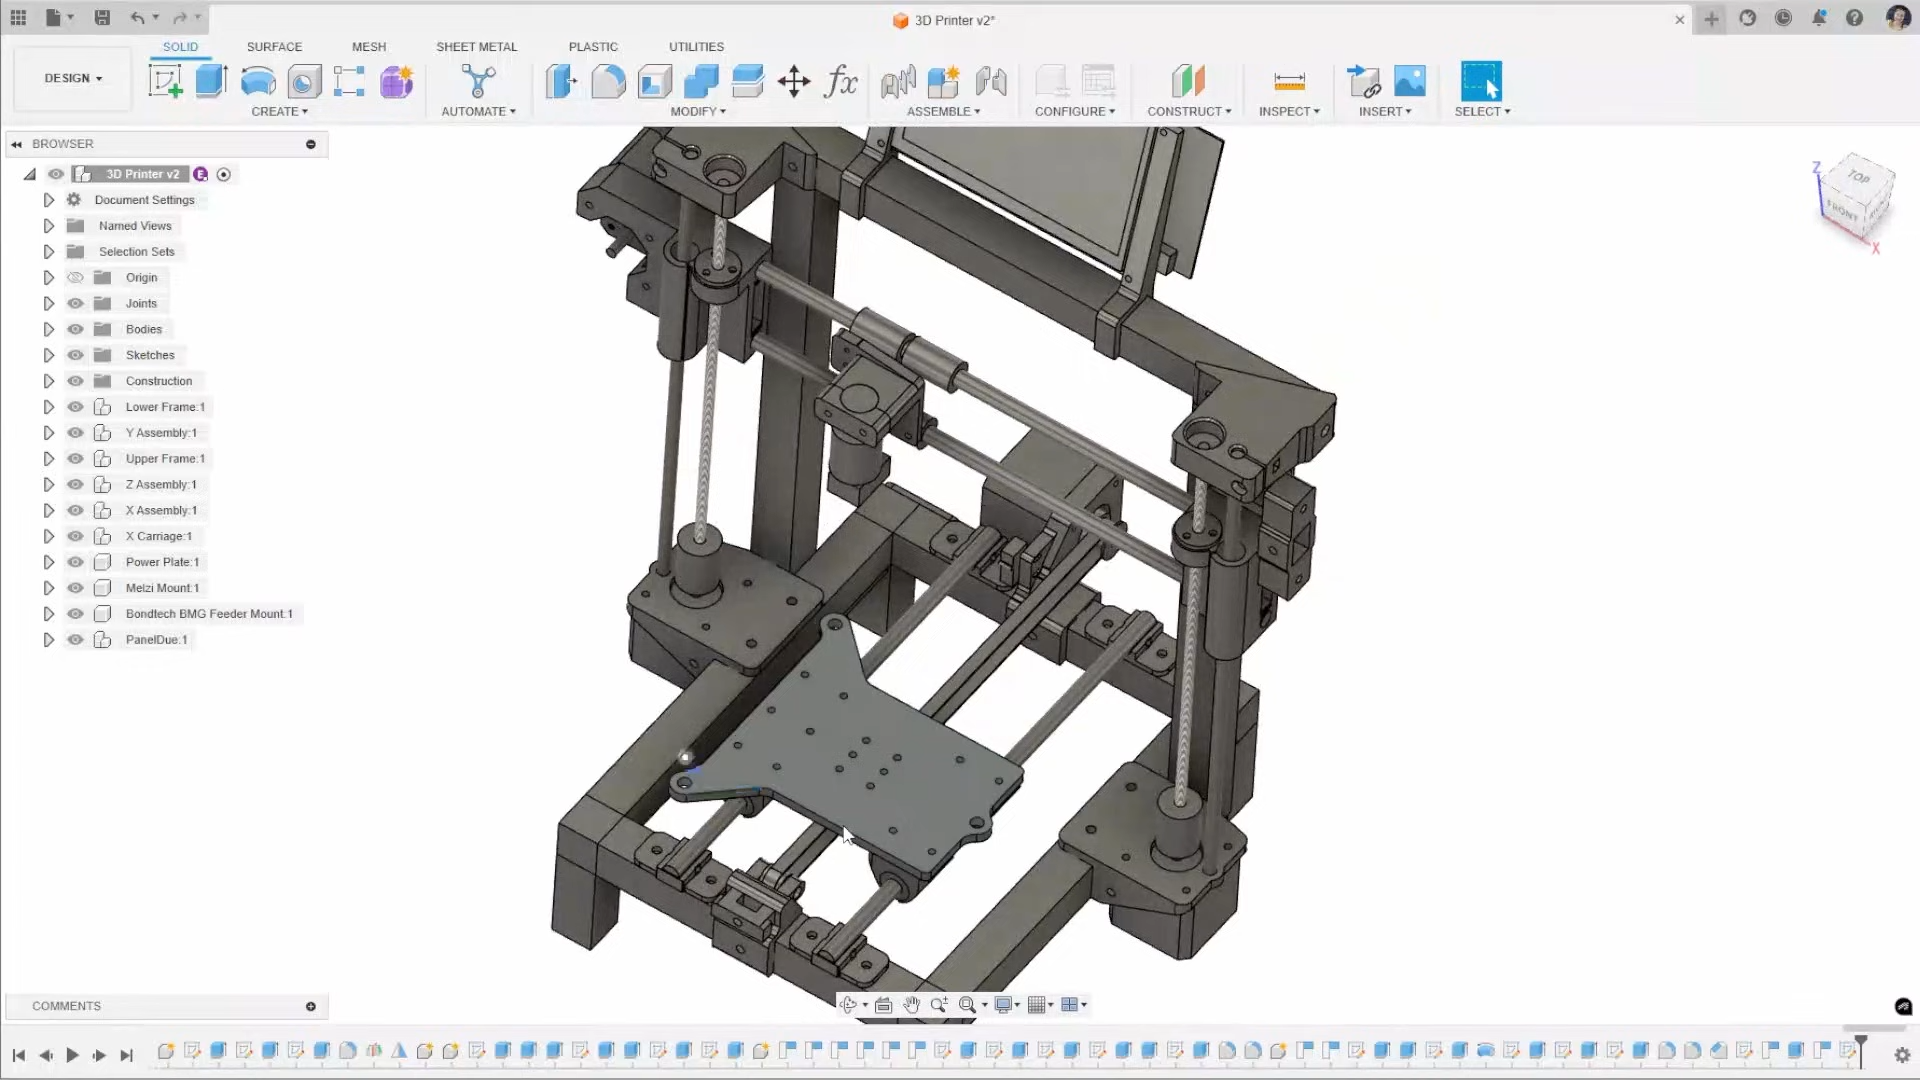 3D Printer v2*
SOLID SURFACE MESH SHEET METAL PLASTIC UTILITIES
DESIGN
fx
CREATE AUTOMATE MODIFY ASSEMBLE CONFIGURE CONSTRUCT INSPECT INSERT SELECT
BROWSER
3D Printer v2 E
Document Settings
Named Views
Selection Sets
Origin
Joints
Bodies
Sketches
Construction
Lower Frame:1
Y Assembly:1
Upper Frame:1
Z Assembly:1
X Assembly:1
X Carriage:1
Power Plate:1
Melzi Mount:1
Bondtech BMG Feeder Mount:1
PanelDue:1
Z
TOP
FRONT
X
COMMENTS